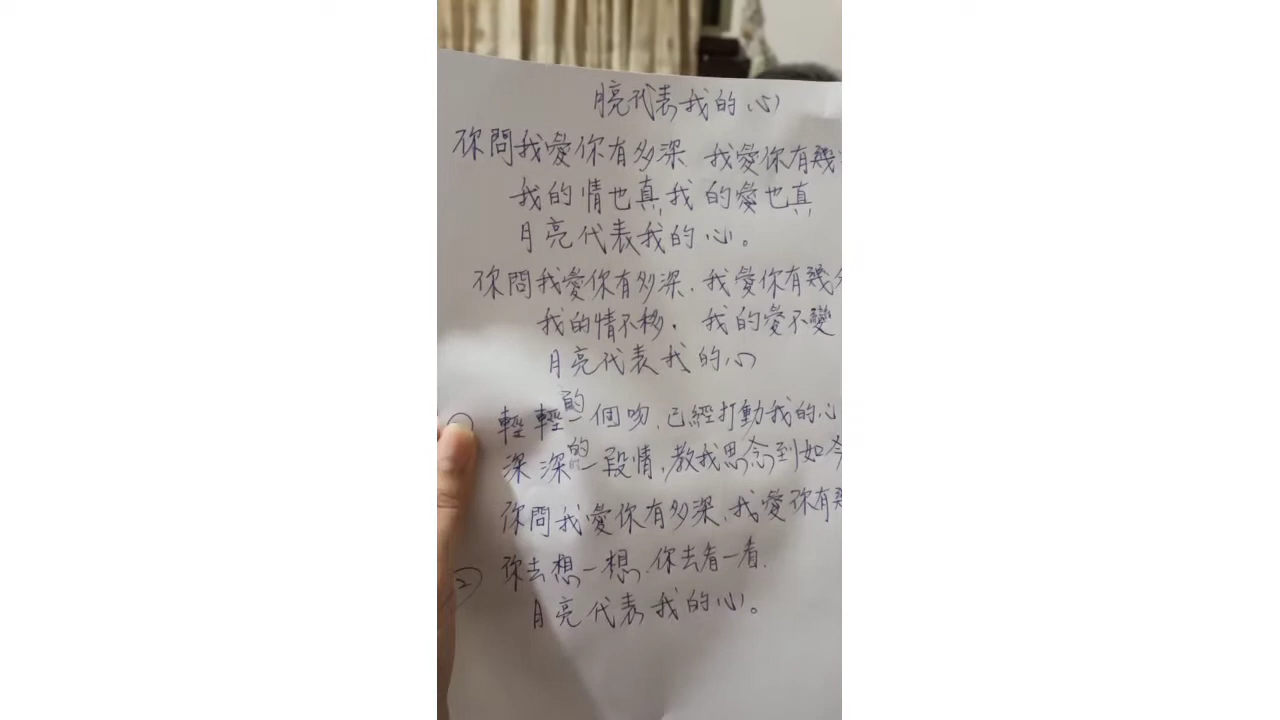 月亮代表我的心
你問我愛你有多深 我愛你有幾
我的情也真 我的愛也真
月亮代表我的心。
你問我愛你有多深,我愛你有幾分
我的情不移,我的愛不變
月亮代表我的心
輕輕的一個吻,已經打動我的心
深深的一段情,教我思念到如今
你問我愛你有多深,我愛你有幾
2 你去想一想,你去看一看.
月亮代表我的心。